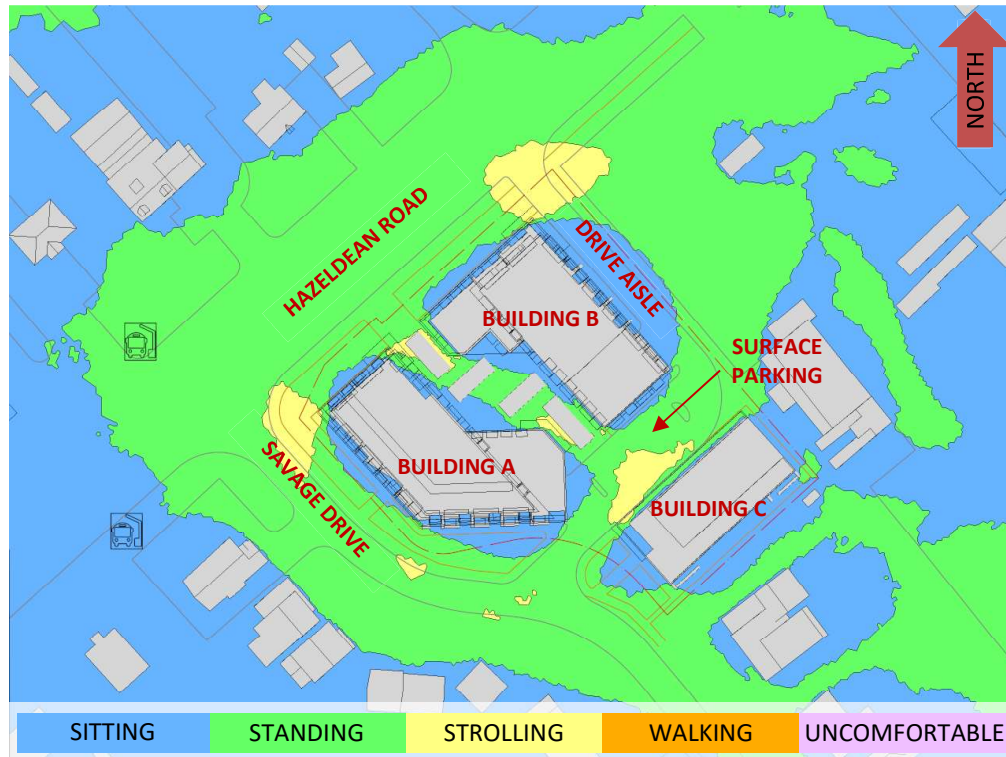 NORTH
HAZELDEAN ROAD
DRIVE AISLE
BUILDING B
SURFACE
PARKING
BUILDING A
SAVAGE DRIVE
BUILDING C
SITTING
STANDING
STROLLING
WALKING
UNCOMFORTABLE